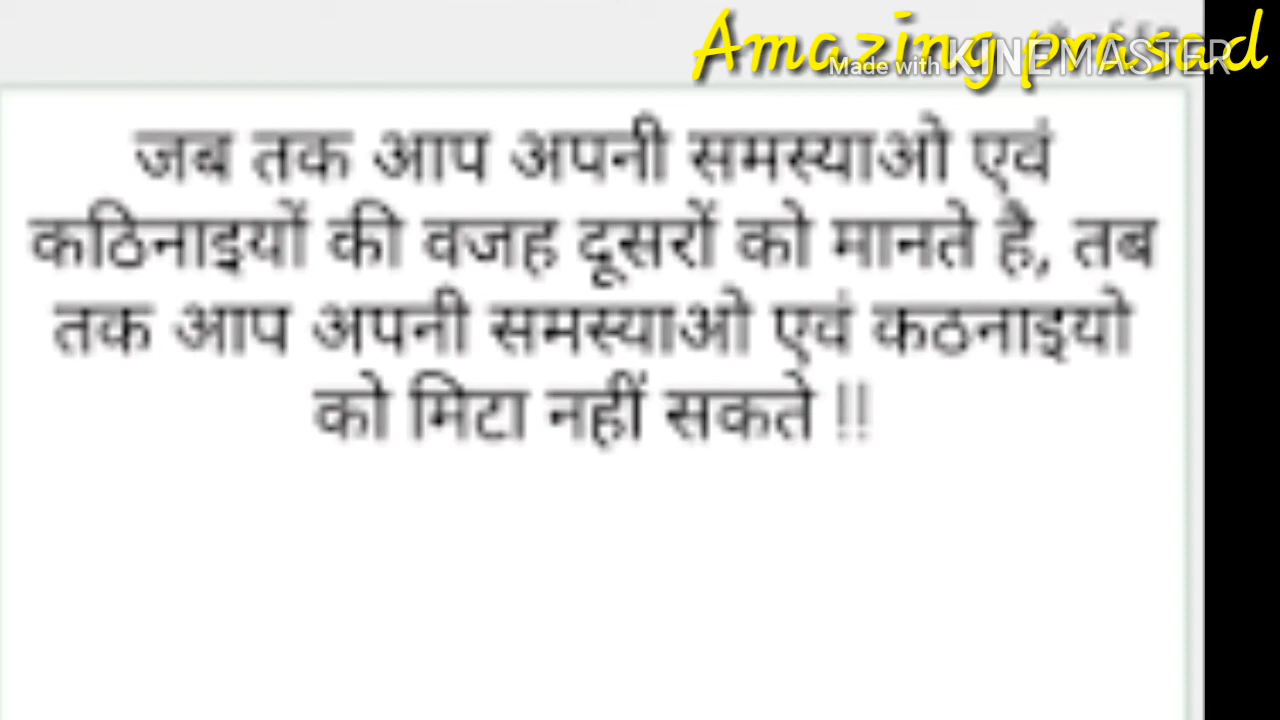 Amazing prasad
Made with KINEMASTER
जब तक आप अपनी समस्याओ एवं
कठिनाइयों की वजह दूसरों को मानते है, तब
तक आप अपनी समस्याओ एवं कठनाइयो
को मिटा नहीं सकते !!